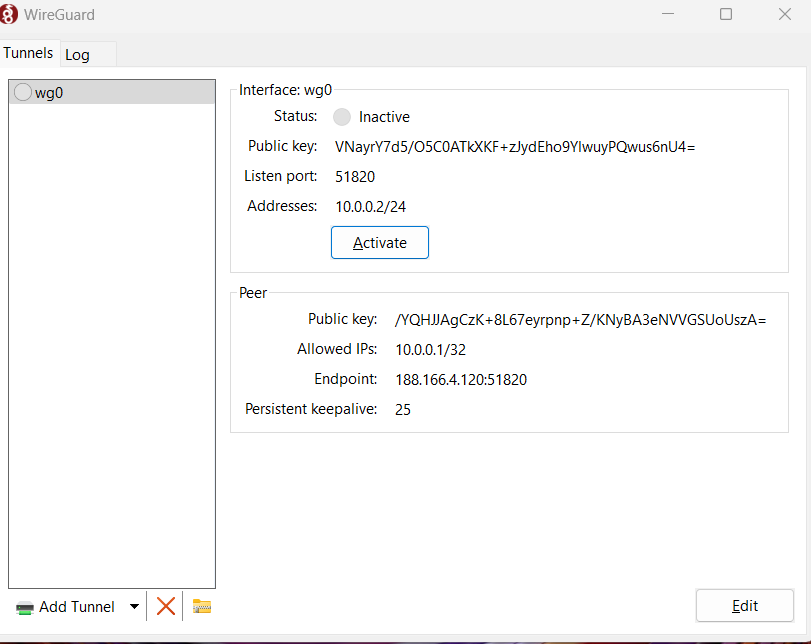 WireGuard
Tunnels Log
wg0
Interface: wg0
Status: Inactive
Public key: VNayrY7d5/O5C0ATkXKF+zJydEho9YlwuyPQwus6nU4=
Listen port: 51820
Addresses: 10.0.0.2/24
Activate
Peer
Public key: /YQHJJAgCzK+8L67eyrpnp+Z/KNyBA3eNVVGSUoUszA=
Allowed IPs: 10.0.0.1/32
Endpoint: 188.166.4.120:51820
Persistent keepalive: 25
Add Tunnel
Edit